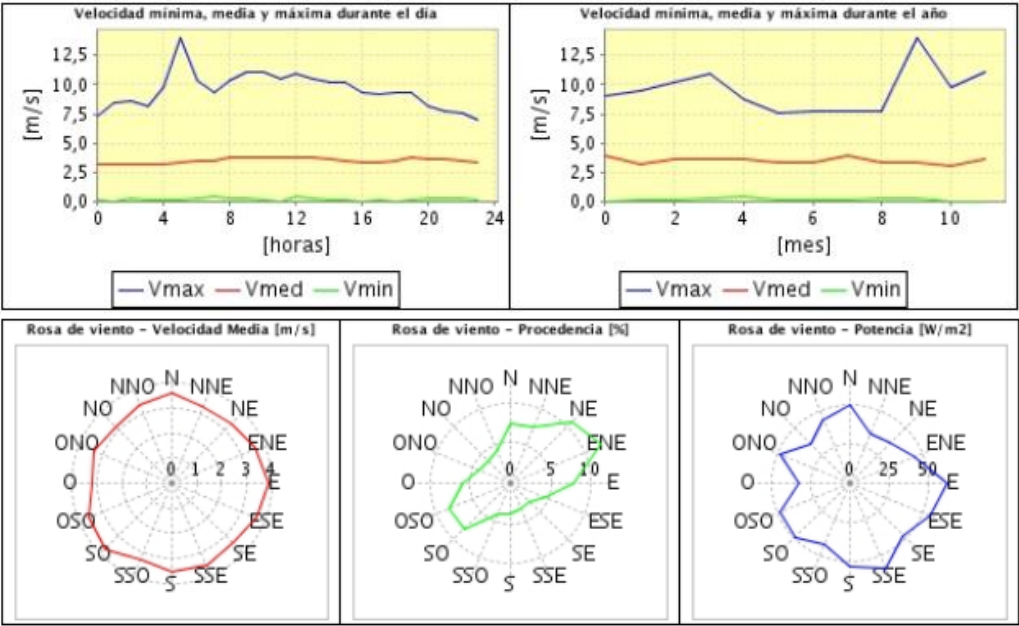 Velocidad mínima, media y máxima durante el día
[m/s]
12,5
10,0
7,5
5,0
2,5
0,0
0 4 8 12 16 20 24
[horas]
Vmax Vmed Vmin
Velocidad mínima, media y máxima durante el año
[m/s]
12,5
10,0
7,5
5,0
2,5
0,0
0 2 4 6 8 10
[mes]
Vmax Vmed Vmin
Rosa de viento - Velocidad Media [m/s]
N
NNO NNE
NO NE
ONO ENE
0 1 2 3 4
O E
OSO ESE
SO SE
SSO SSE
S
Rosa de viento - Procedencia [%]
N
NNO NNE
NO NE
ONO ENE
0 5 10
O E
OSO ESE
SO SE
SSO SSE
S
Rosa de viento - Potencia [W/m2]
N
NNO NNE
NO NE
ONO ENE
0 25 50
O E
OSO ESE
SO SE
SSO SSE
S